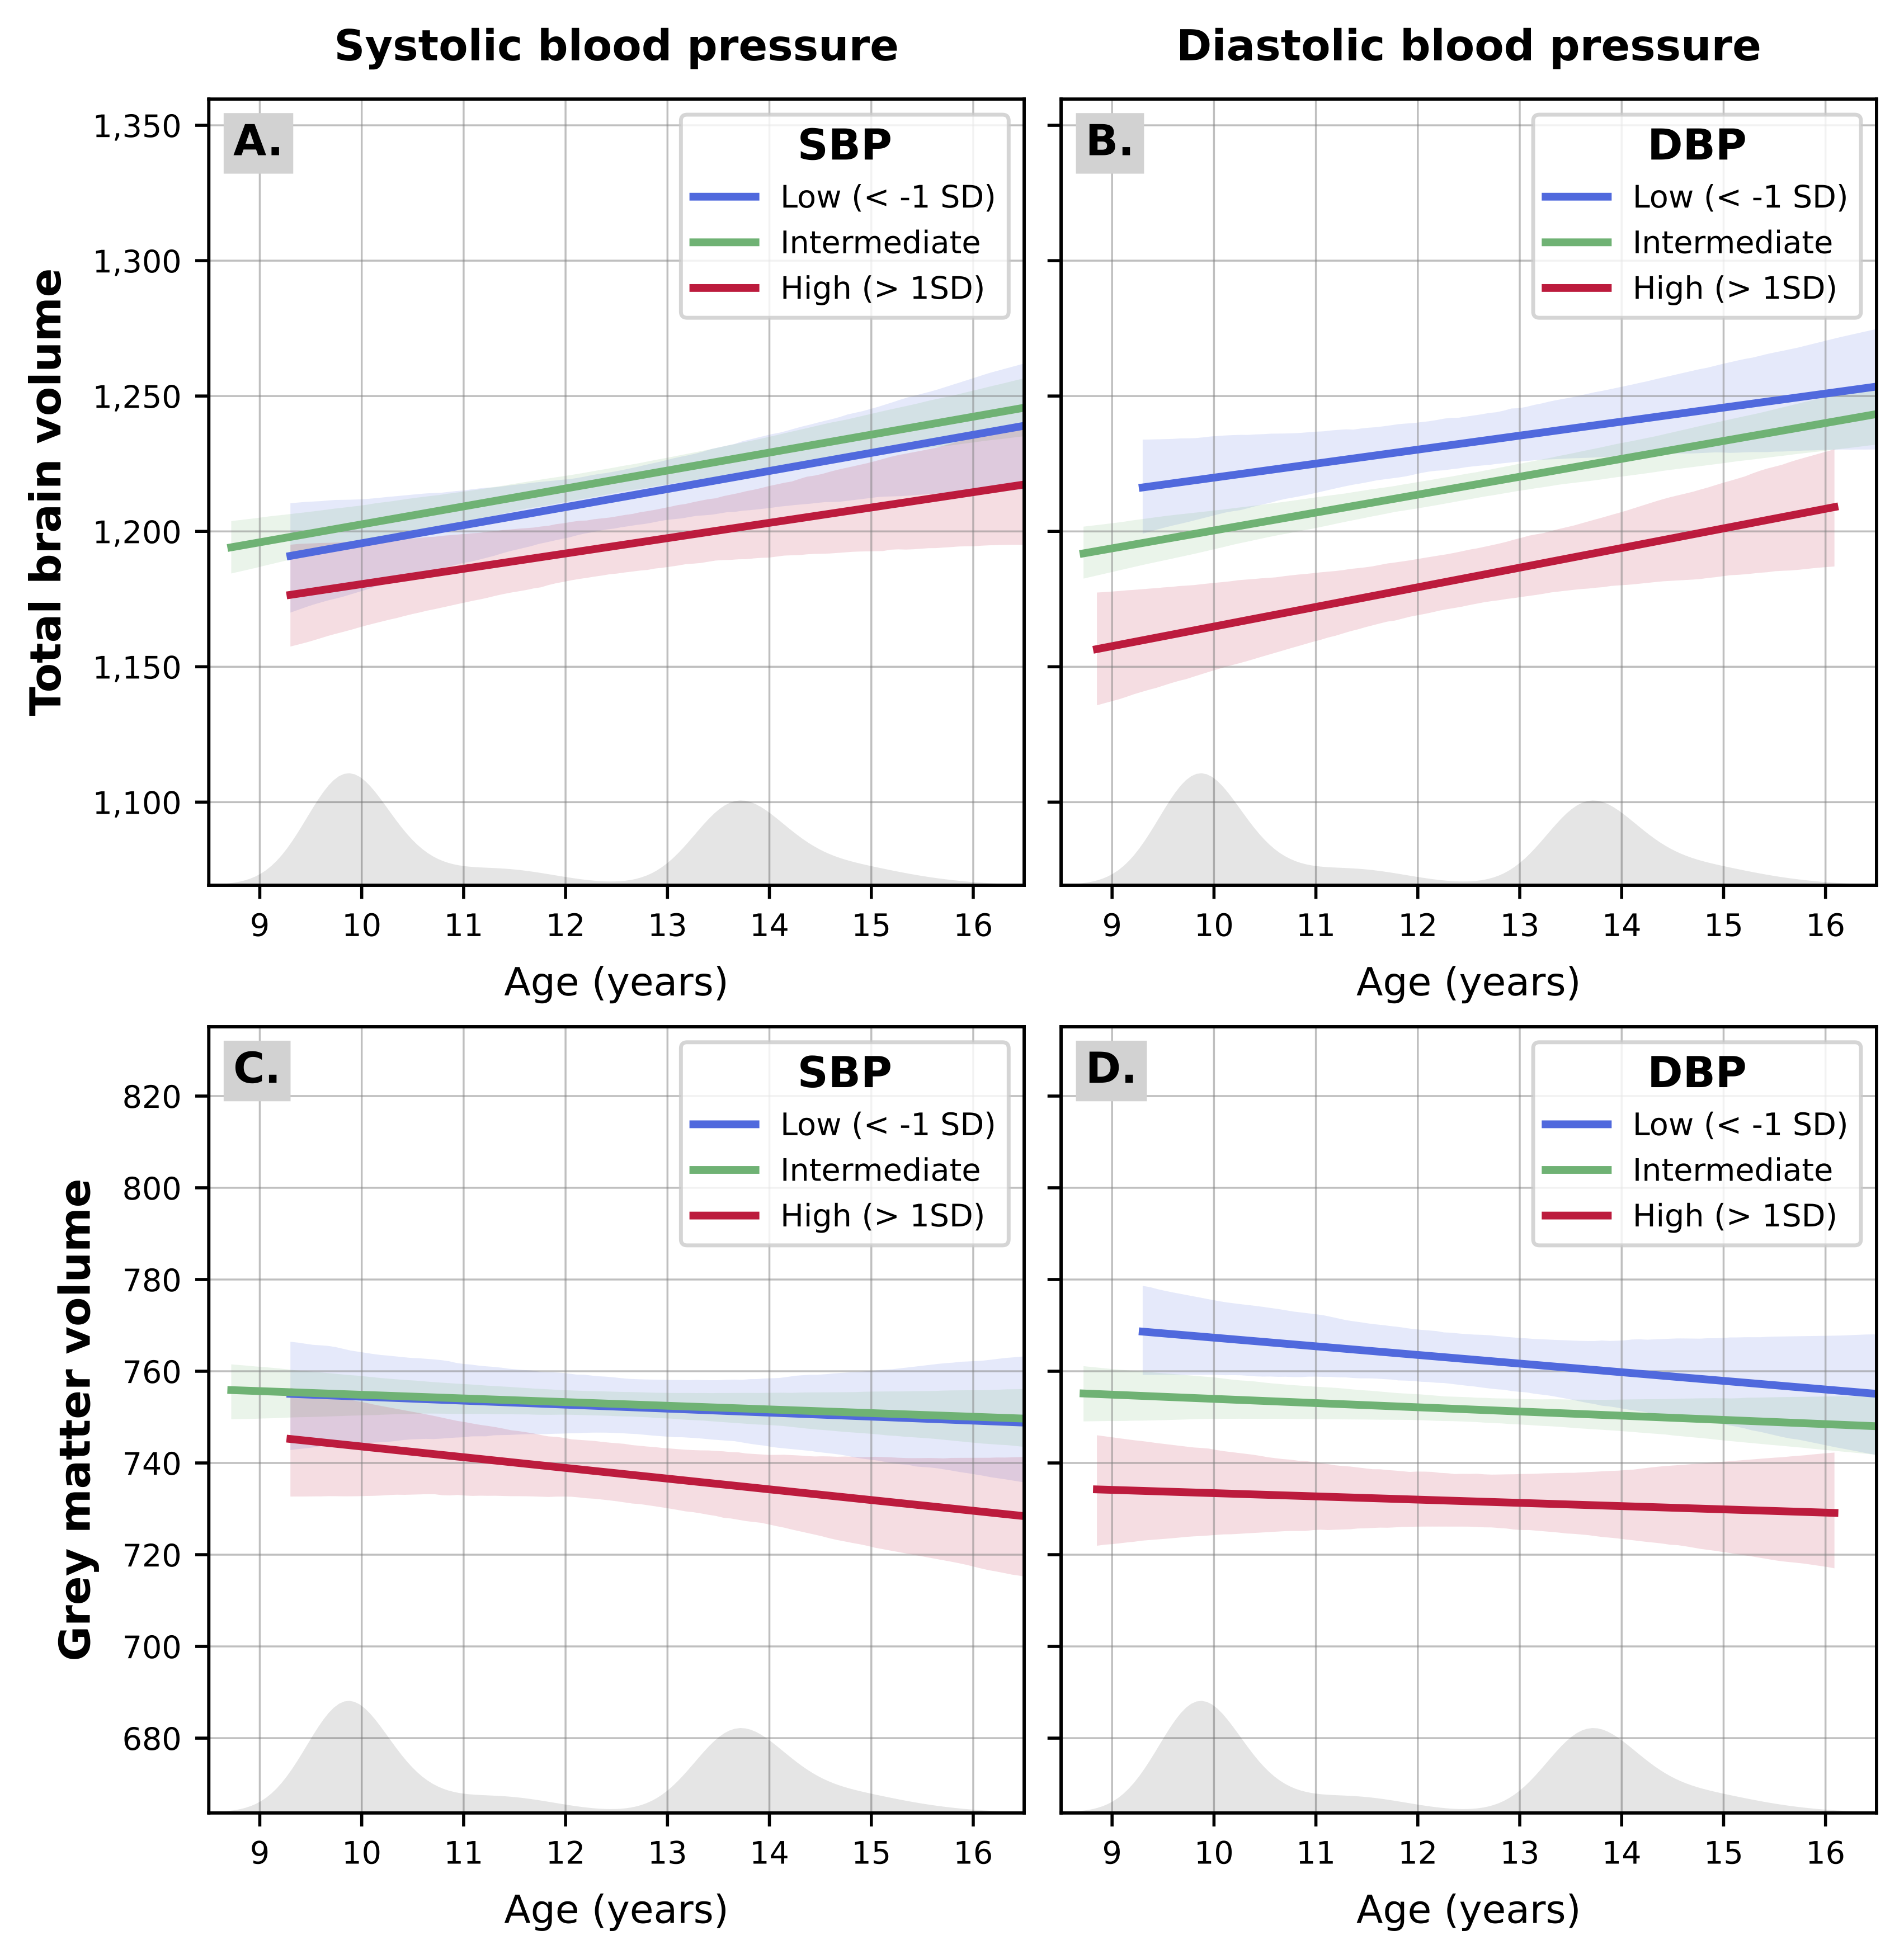 Systolic blood pressure
Diastolic blood pressure
Total brain volume
1,350
1,300
1,250
1,200
1,150
1,100
A.
SBP
Low (< -1 SD)
Intermediate
High (> 1SD)
9 10 11 12 13 14 15 16
Age (years)
B.
DBP
Low (< -1 SD)
Intermediate
High (> 1SD)
9 10 11 12 13 14 15 16
Age (years)
Grey matter volume
820
800
780
760
740
720
700
680
C.
SBP
Low (< -1 SD)
Intermediate
High (> 1SD)
9 10 11 12 13 14 15 16
Age (years)
D.
DBP
Low (< -1 SD)
Intermediate
High (> 1SD)
9 10 11 12 13 14 15 16
Age (years)